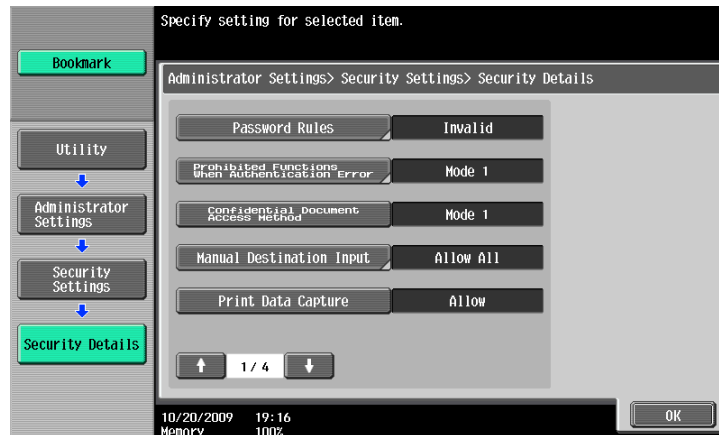 Specify setting for selected item.
Bookmark
Administrator Settings> Security Settings> Security Details
Password Rules
Invalid
Utility
Prohibited Functions
When Authentication Error
Mode 1
Administrator
Settings
Confidential Document
Access Method
Mode 1
Manual Destination Input
Allow All
Security
Settings
Print Data Capture
Allow
Security Details
1/ 4
OK
10/20/2009 19:16
Memory 100%